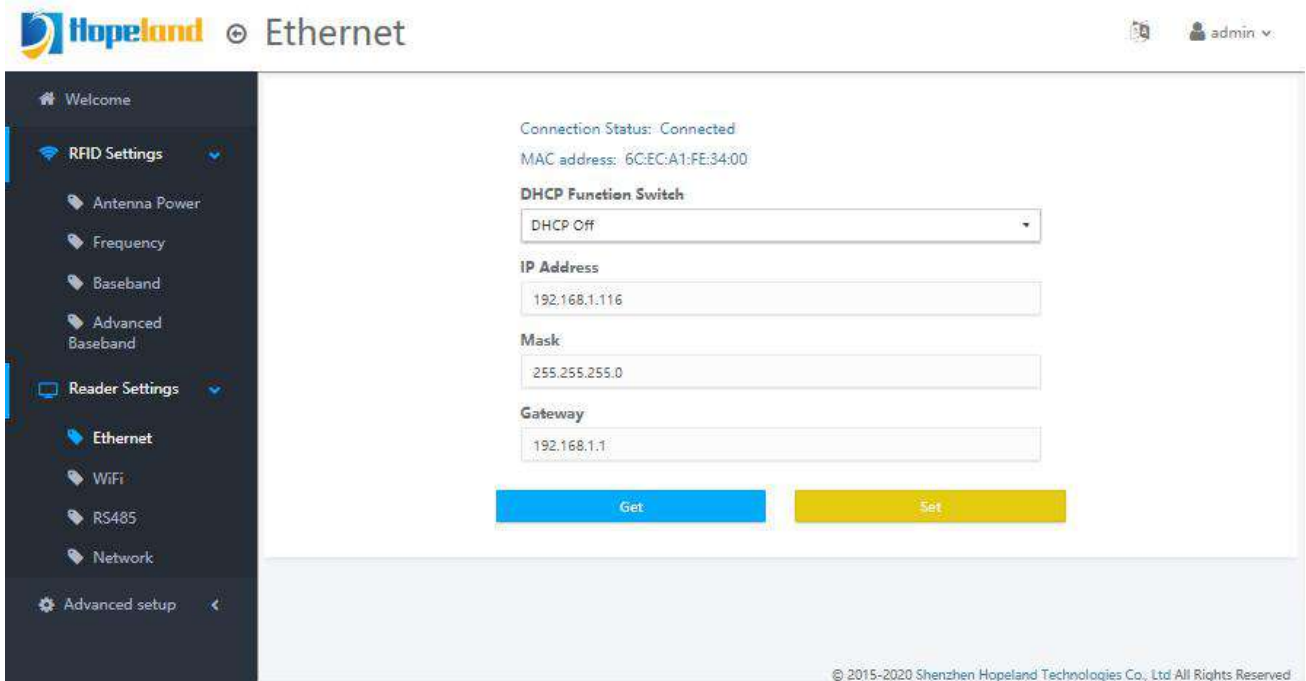 Hopeland
Ethernet
admin
Welcome
RFID Settings
Antenna Power
Frequency
Baseband
Advanced
Baseband
Reader Settings
Ethernet
WiFi
RS485
Network
Advanced setup
Connection Status: Connected
MAC address: 6C:EC:A1:FE:34:00
DHCP Function Switch
DHCP Off
IP Address
192.168.1.116
Mask
255.255.255.0
Gateway
192.168.1.1
Get
Set
© 2015-2020 Shenzhen Hopeland Technologies Co., Ltd All Rights Reserved